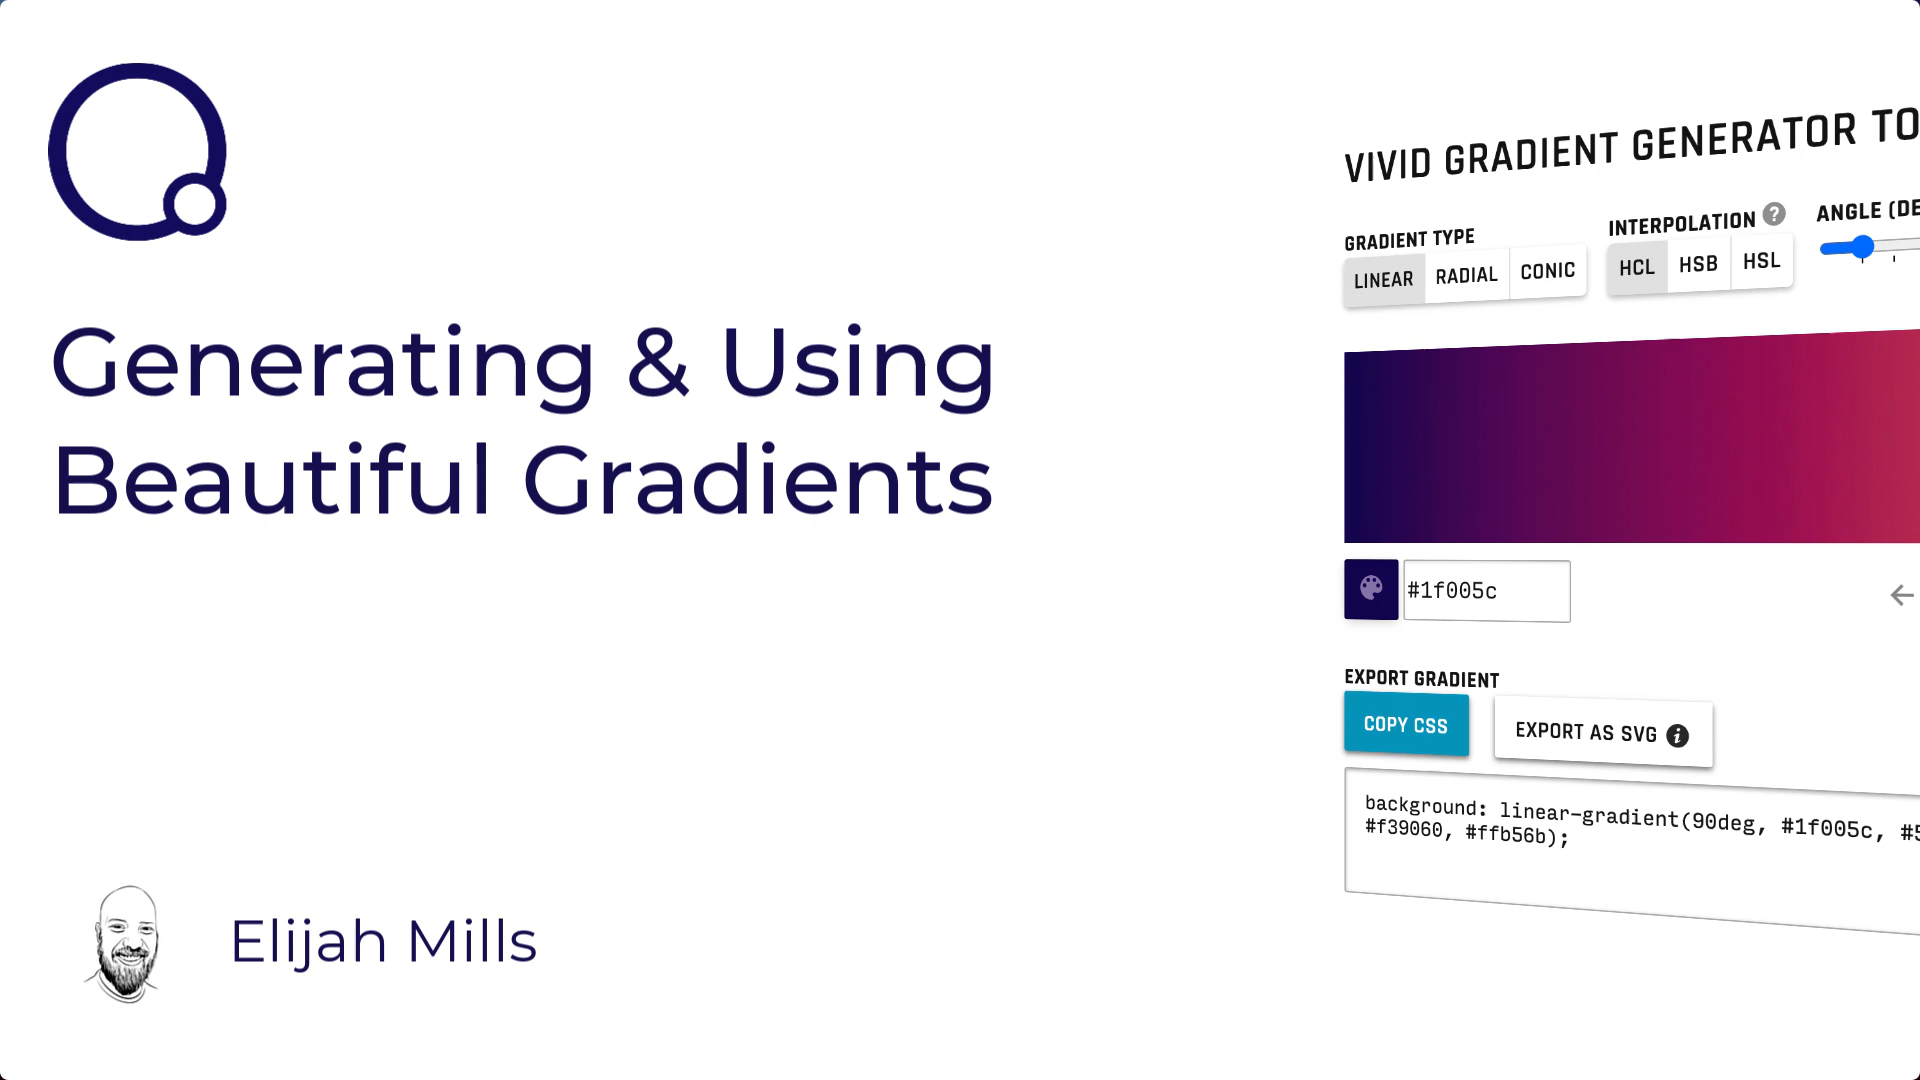 Generating & Using
Beautiful Gradients
Elijah Mills
VIVID GRADIENT GENERATOR
GRADIENT TYPE
LINEAR RADIAL CONIC
INTERPOLATION ?
HCL HSB HSL
ANGLE
#1f005c
EXPORT GRADIENT
COPY CSS
EXPORT AS SVG i
background: linear-gradient(90deg, #1f005c,
#f39060, #ffb56b);